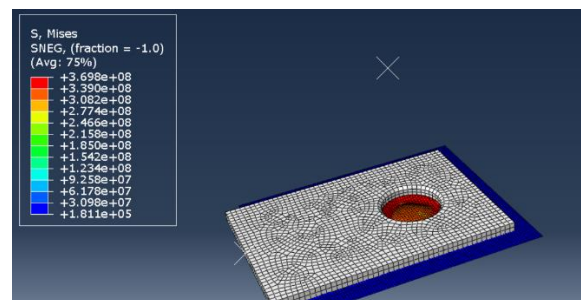 S, Mises
SNEG, (fraction = -1.0)
(Avg: 75%)
+3.698e+08
+3.390e+08
+3.082e+08
+2.774e+08
+2.466e+08
+2.158e+08
+1.850e+08
+1.542e+08
+1.234e+08
+9.258e+07
+6.178e+07
+3.098e+07
+1.811e+05